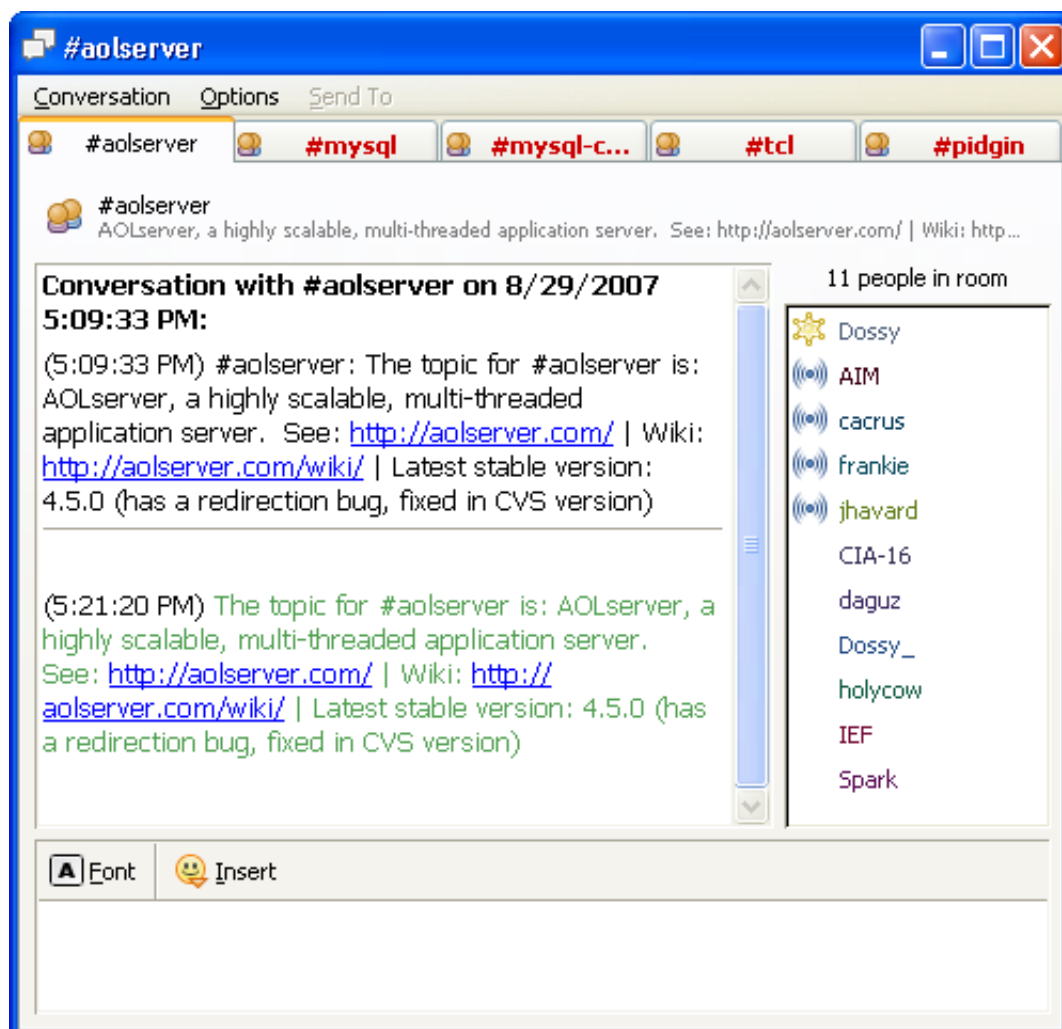 #aolserver
Conversation Options Send To
#aolserver #mysql #mysql-c... #tcl #pidgin
#aolserver
AOLserver, a highly scalable, multi-threaded application server. See: http://aolserver.com/ | Wiki: http...
Conversation with #aolserver on 8/29/2007
5:09:33 PM:
(5:09:33 PM) #aolserver: The topic for #aolserver is:
AOLserver, a highly scalable, multi-threaded
application server. See: http://aolserver.com/ | Wiki:
http://aolserver.com/wiki/ | Latest stable version:
4.5.0 (has a redirection bug, fixed in CVS version)
(5:21:20 PM) The topic for #aolserver is: AOLserver, a
highly scalable, multi-threaded application server.
See: http://aolserver.com/ | Wiki: http://
aolserver.com/wiki/ | Latest stable version: 4.5.0 (has
a redirection bug, fixed in CVS version)
11 people in room
Dossy
AIM
cacrus
frankie
jhavard
CIA-16
daguz
Dossy_
holycow
IEF
Spark
A Font Insert